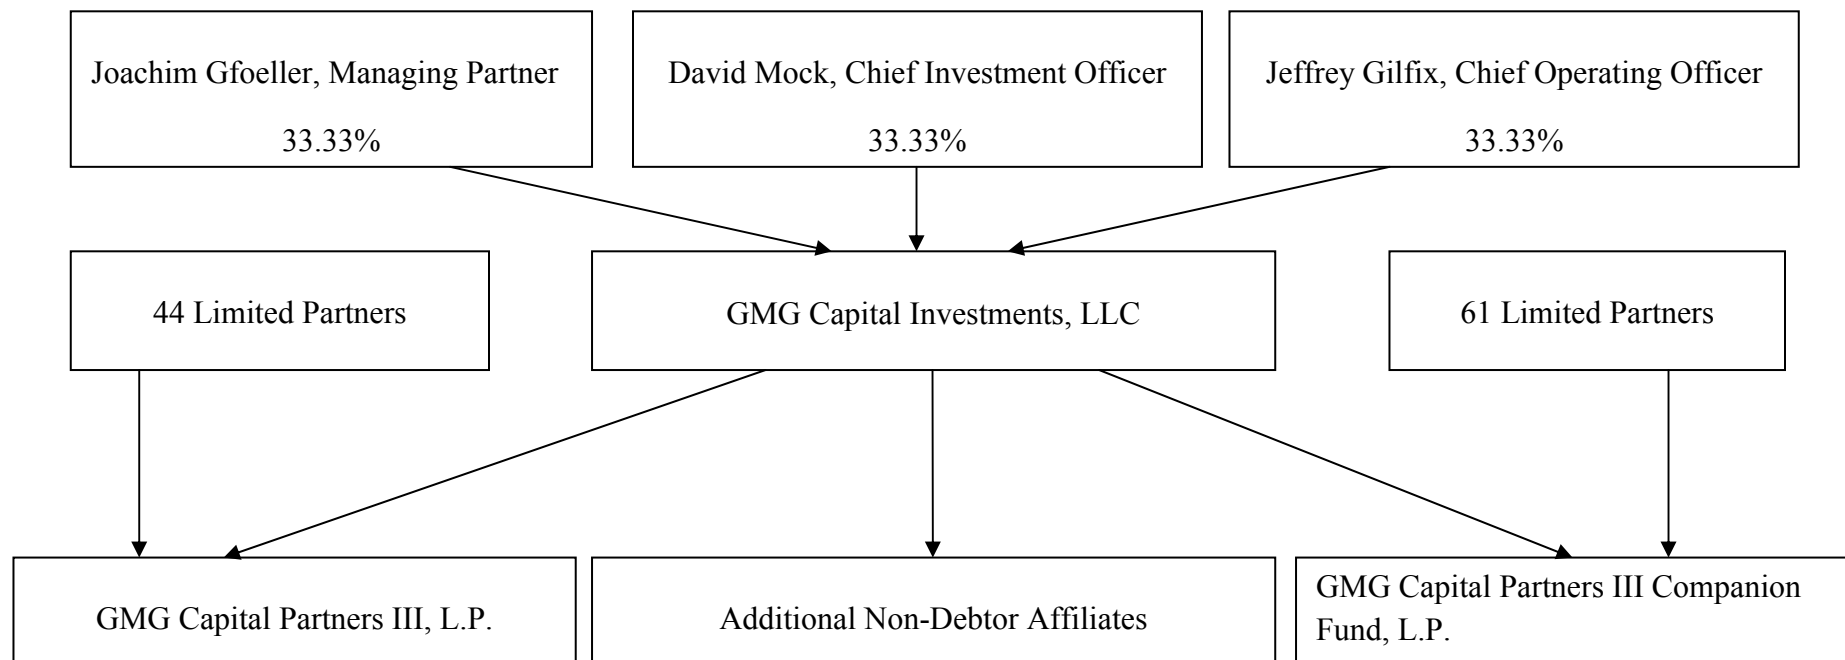 Joachim Gfoeller, Managing Partner
33.33%
David Mock, Chief Investment Officer
33.33%
Jeffrey Gilfix, Chief Operating Officer
33.33%
44 Limited Partners
GMG Capital Investments, LLC
61 Limited Partners
GMG Capital Partners III, L.P.
Additional Non-Debtor Affiliates
GMG Capital Partners III Companion
Fund, L.P.